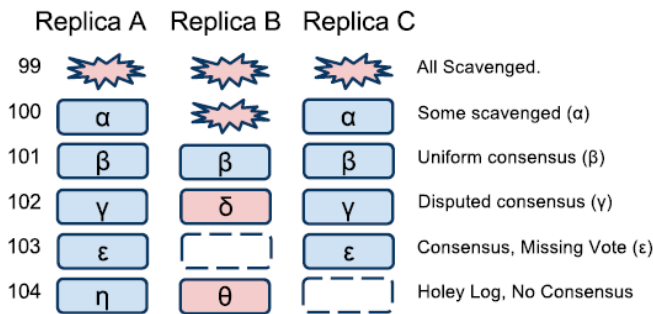 Replica A Replica B Replica C
99 All Scavenged.
100 α α Some scavenged (α)
101 β β β Uniform consensus (β)
102 γ δ γ Disputed consensus (γ)
103 ε ε Consensus, Missing Vote (ε)
104 η θ Holey Log, No Consensus